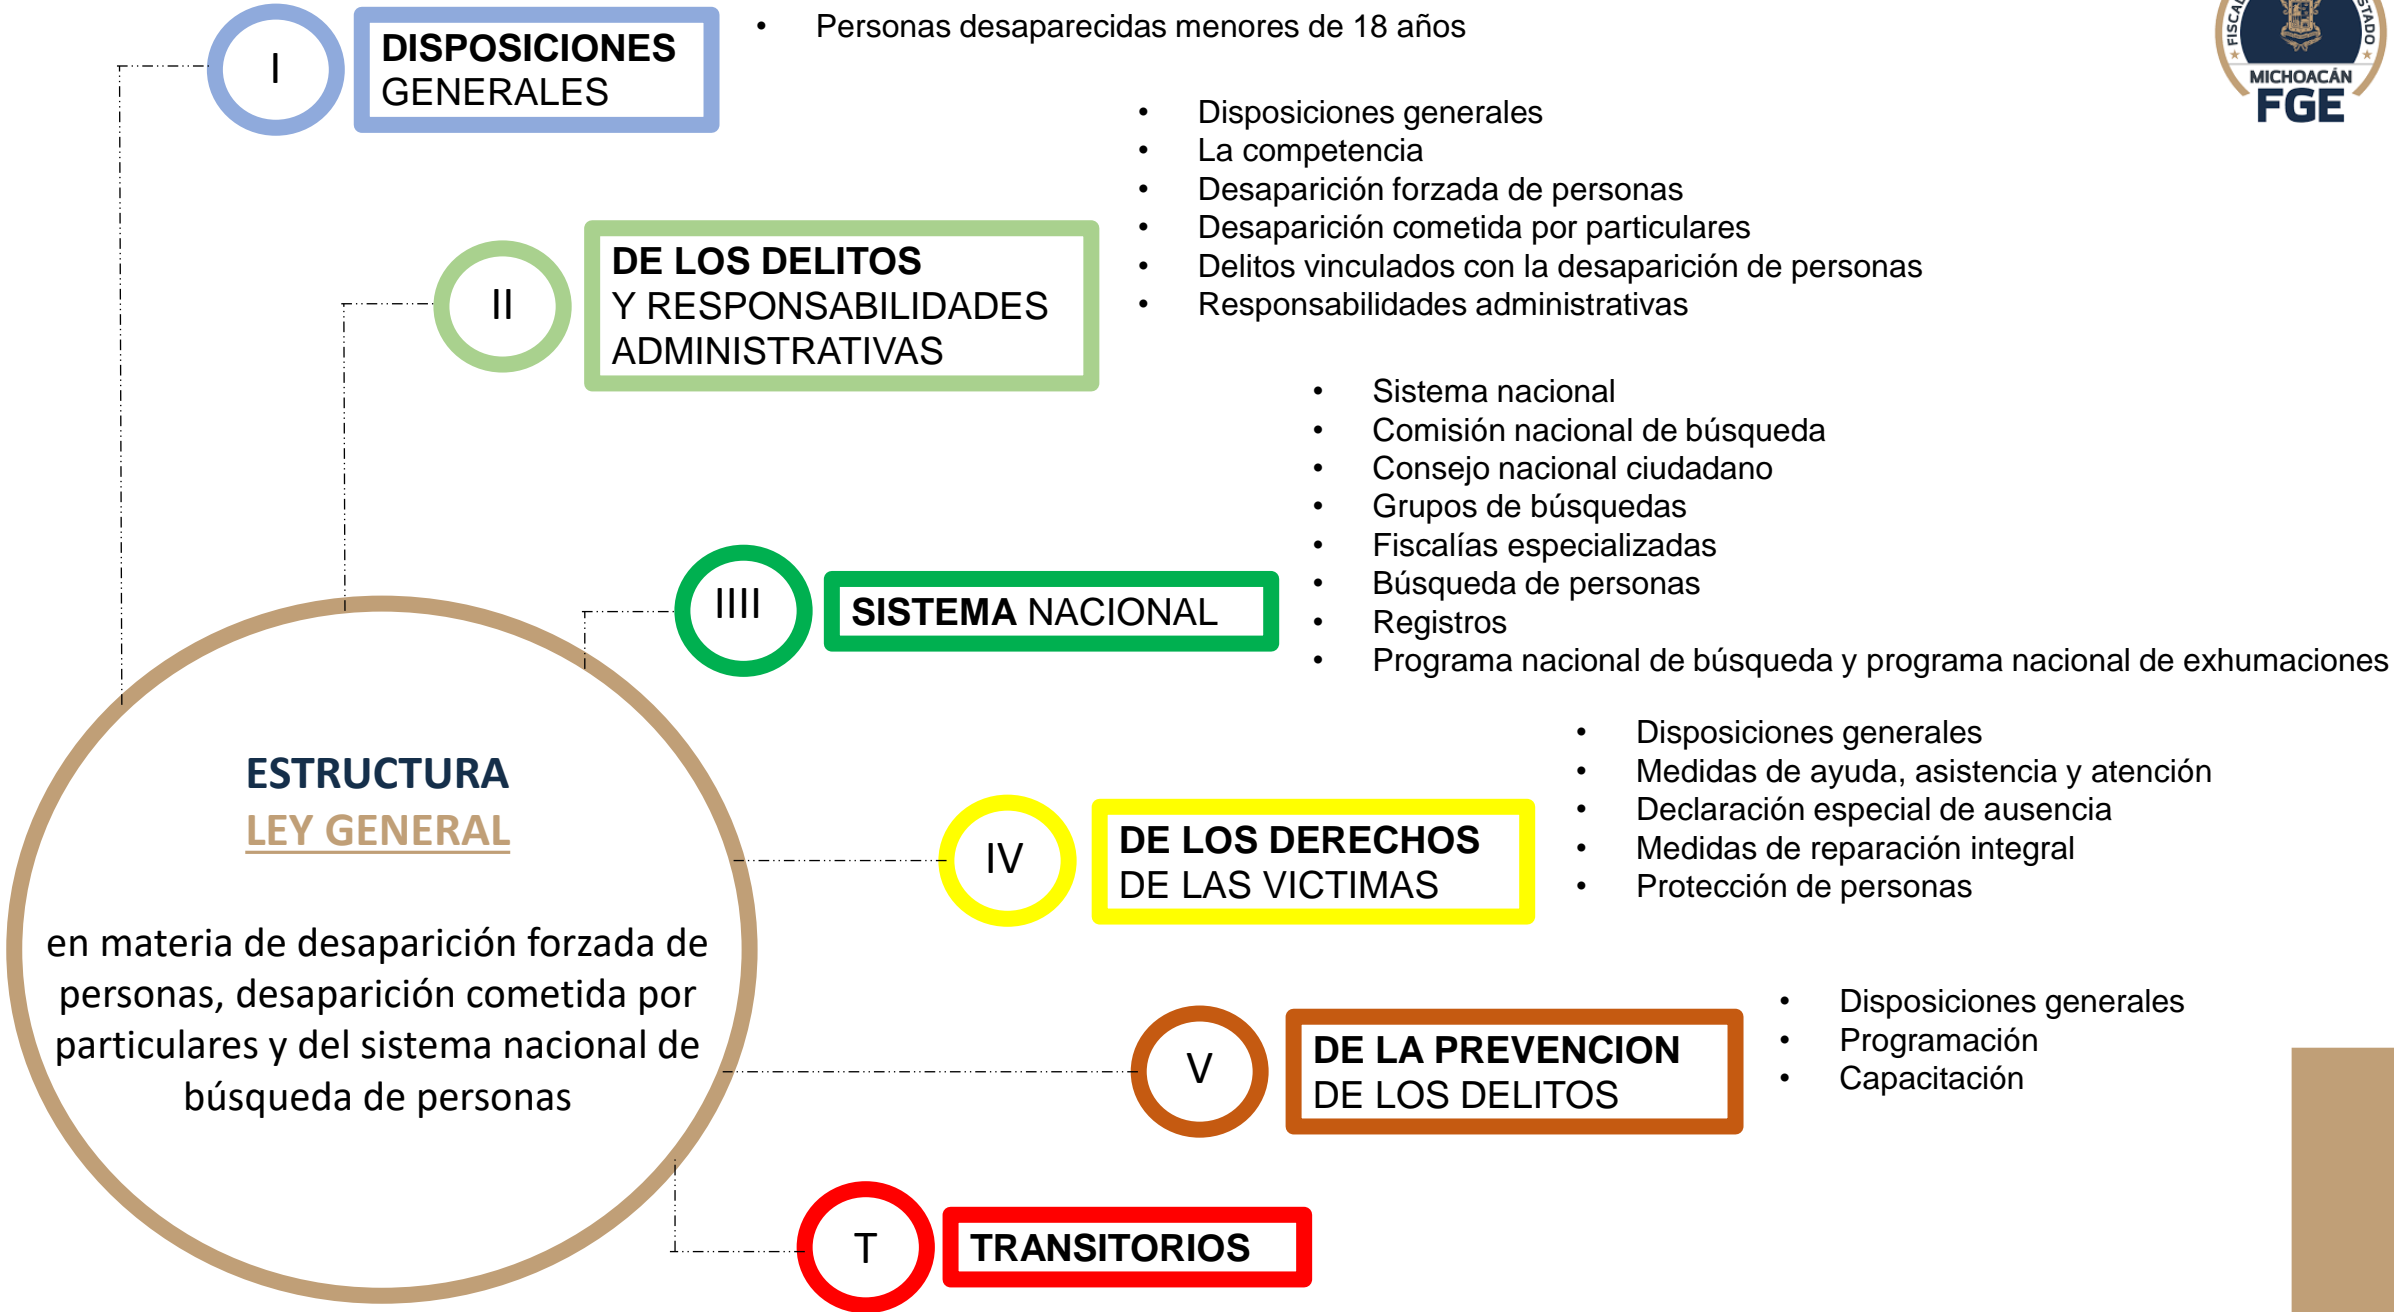 I
DISPOSICIONES
GENERALES
• Personas desaparecidas menores de 18 años
MICHOACÁN
FGE
II
DE LOS DELITOS
Y RESPONSABILIDADES
ADMINISTRATIVAS
• Disposiciones generales
• La competencia
• Desaparición forzada de personas
• Desaparición cometida por particulares
• Delitos vinculados con la desaparición de personas
• Responsabilidades administrativas
IIII
SISTEMA NACIONAL
• Sistema nacional
• Comisión nacional de búsqueda
• Consejo nacional ciudadano
• Grupos de búsquedas
• Fiscalías especializadas
• Búsqueda de personas
• Registros
• Programa nacional de búsqueda y programa nacional de exhumaciones
ESTRUCTURA
LEY GENERAL
en materia de desaparición forzada de
personas, desaparición cometida por
particulares y del sistema nacional de
búsqueda de personas
IV
DE LOS DERECHOS
DE LAS VICTIMAS
• Disposiciones generales
• Medidas de ayuda, asistencia y atención
• Declaración especial de ausencia
• Medidas de reparación integral
• Protección de personas
V
DE LA PREVENCION
DE LOS DELITOS
• Disposiciones generales
• Programación
• Capacitación
T
TRANSITORIOS